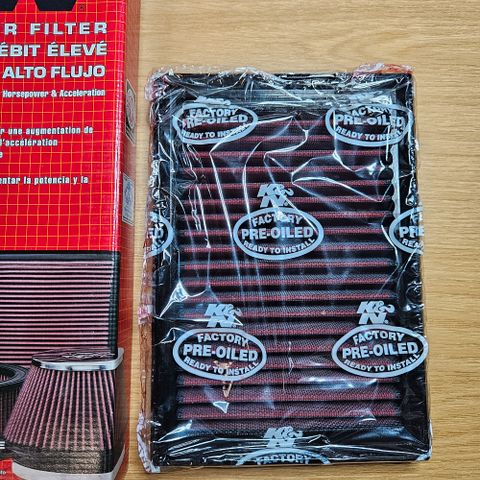 R FILTER
ÉBIT ÉLEVÉ
ALTO FLUJO
Horsepower & Acceleration
r une augmentation de
l'accélération
e
entar la potencia y la
FACTORY
PRE-OILED
READY TO INSTALL
FACTORY
PRE-OILED
READY TO INSTALL
K&N
FACTORY
PRE-OILED
READY TO INSTALL
K&N
FACTORY
PRE-OILED
READY TO INSTALL
K&N
FACTORY
PRE-OILED
READY TO INSTALL
K&N